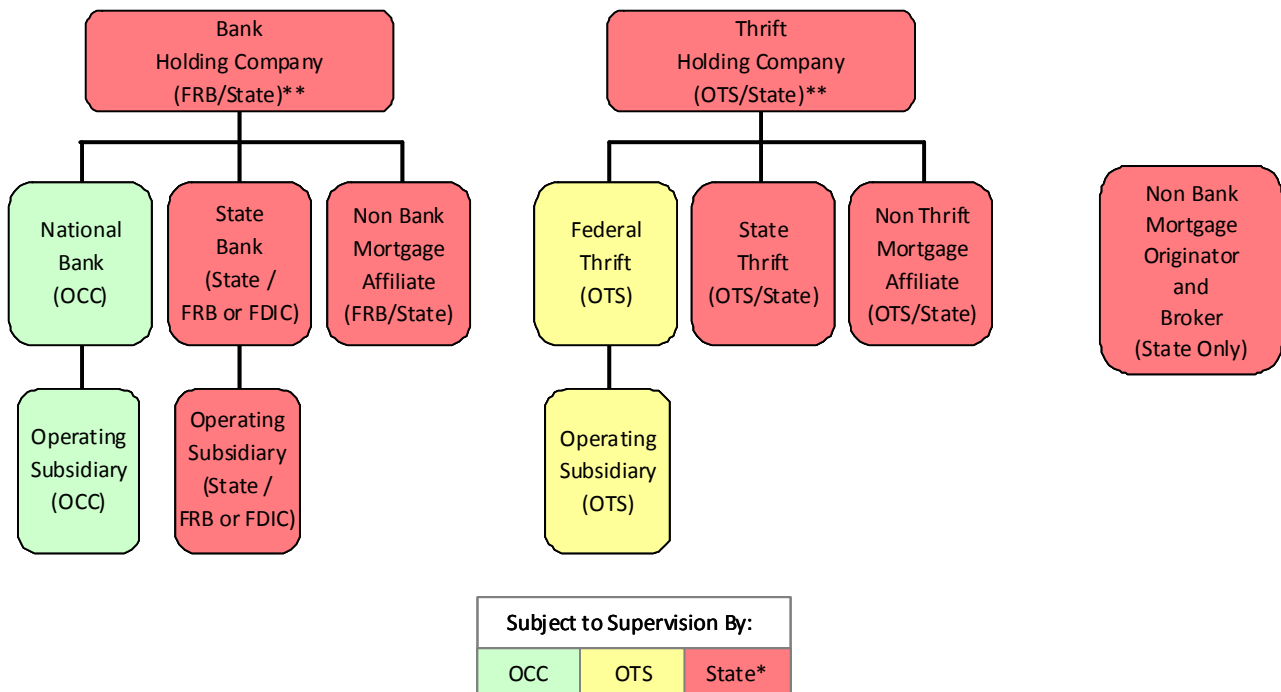 Bank
Holding Company
(FRB/State)**
Thrift
Holding Company
(OTS/State)**
National
Bank
(OCC)
State
Bank
(State /
FRB or FDIC)
Non Bank
Mortgage
Affiliate
(FRB/State)
Federal
Thrift
(OTS)
State
Thrift
(OTS/State)
Non Thrift
Mortgage
Affiliate
(OTS/State)
Non Bank
Mortgage
Originator
and
Broker
(State Only)
Operating
Subsidiary
(OCC)
Operating
Subsidiary
(State /
FRB or FDIC)
Operating
Subsidiary
(OTS)
Subject to Supervision By:
OCC OTS State*